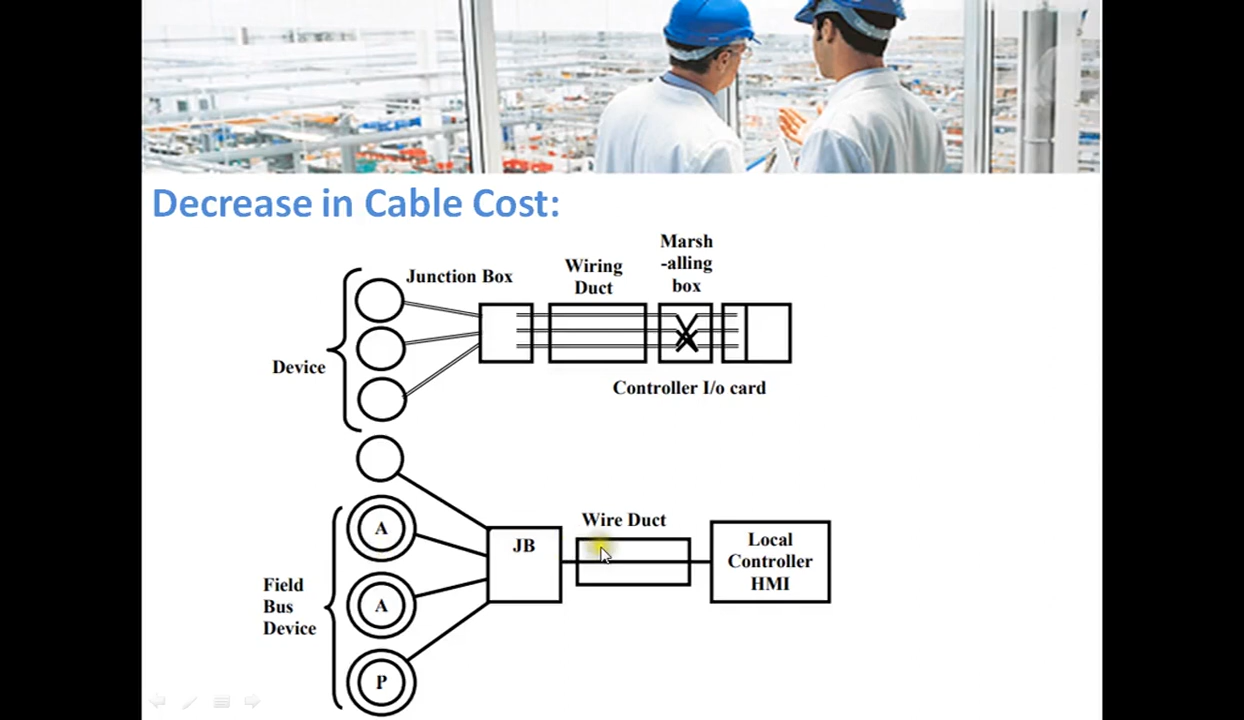 Decrease in Cable Cost:
Marsh
-alling
box
Wiring
Duct
Junction Box
Device
Controller I/o card
A
A
P
Field
Bus
Device
JB
Wire Duct
Local
Controller
HMI